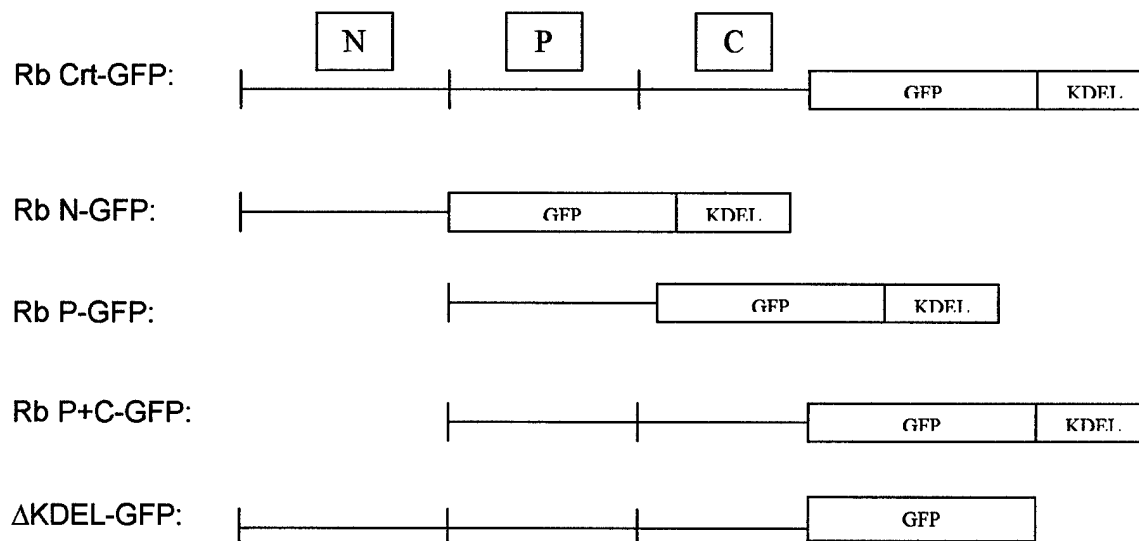 N P C
Rb Crt-GFP: GFP KDEL
Rb N-GFP: GFP KDEL
Rb P-GFP: GFP KDEL
Rb P+C-GFP: GFP KDEL
ΔKDEL-GFP: GFP